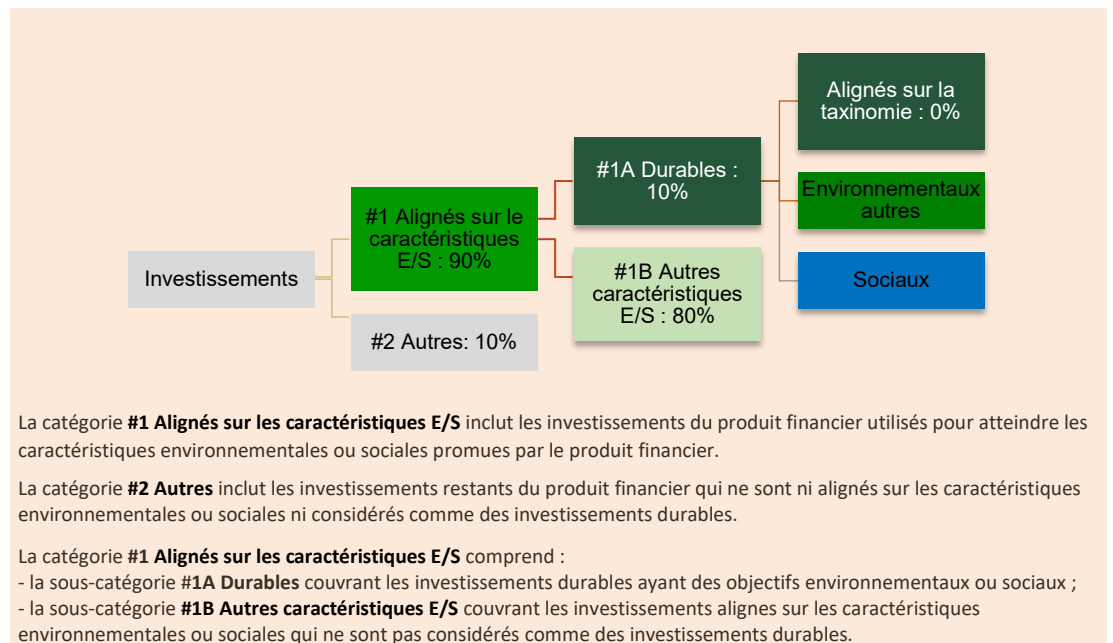 Alignés sur la
taxinomie : 0%
#1A Durables :
10%
Environnementaux
autres
#1 Alignés sur le
caractéristiques
E/S : 90%
Investissements
#1B Autres
caractéristiques
E/S : 80%
Sociaux
#2 Autres: 10%
La catégorie #1 Alignés sur les caractéristiques E/S inclut les investissements du produit financier utilisés pour atteindre les
caractéristiques environnementales ou sociales promues par le produit financier.
La catégorie #2 Autres inclut les investissements restants du produit financier qui ne sont ni alignés sur les caractéristiques
environnementales ou sociales ni considérés comme des investissements durables.
La catégorie #1 Alignés sur les caractéristiques E/S comprend :
- la sous-catégorie #1A Durables couvrant les investissements durables ayant des objectifs environnementaux ou sociaux ;
- la sous-catégorie #1B Autres caractéristiques E/S couvrant les investissements alignes sur les caractéristiques
environnementales ou sociales qui ne sont pas considérés comme des investissements durables.